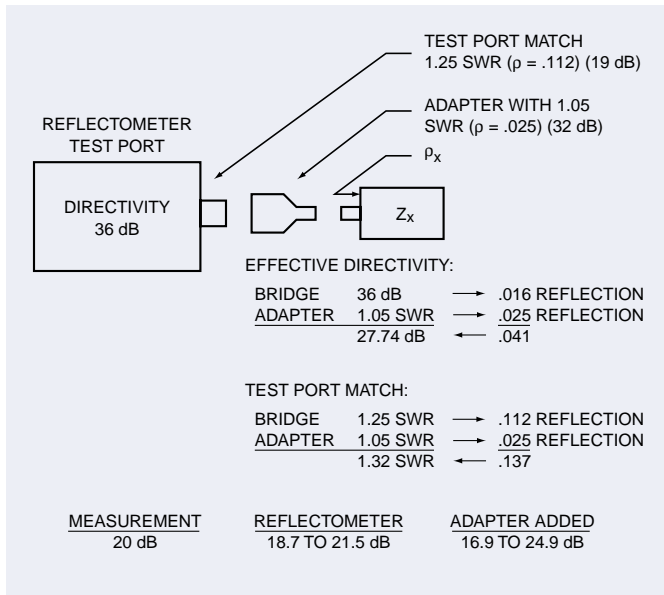 TEST PORT MATCH
1.25 SWR (ρ = .112) (19 dB)
ADAPTER WITH 1.05
SWR (ρ = .025) (32 dB)
ρx
REFLECTOMETER
TEST PORT
DIRECTIVITY
36 dB
Zx
EFFECTIVE DIRECTIVITY:
BRIDGE 36 dB → .016 REFLECTION
ADAPTER 1.05 SWR → .025 REFLECTION
27.74 dB ← .041
TEST PORT MATCH:
BRIDGE 1.25 SWR → .112 REFLECTION
ADAPTER 1.05 SWR → .025 REFLECTION
1.32 SWR ← .137
MEASUREMENT REFLECTOMETER ADAPTER ADDED
20 dB 18.7 TO 21.5 dB 16.9 TO 24.9 dB